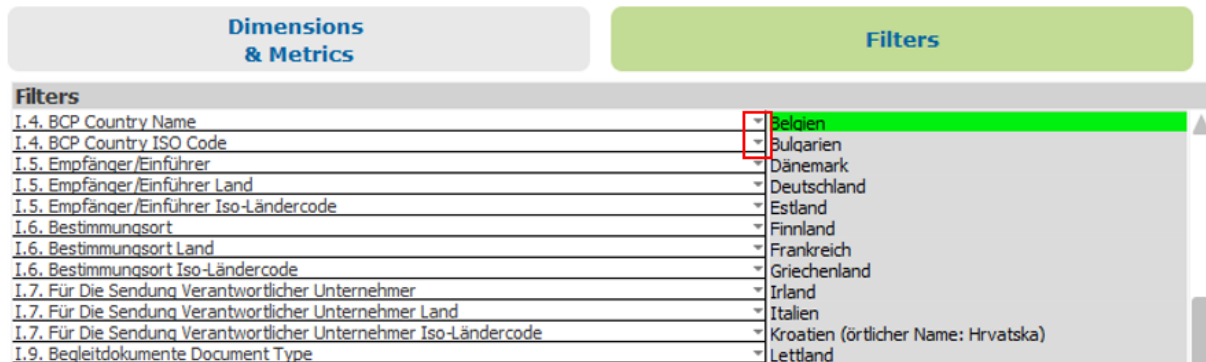 Dimensions
& Metrics
Filters
Filters
I.4. BCP Country Name
I.4. BCP Country ISO Code
I.5. Empfänger/Einführer
I.5. Empfänger/Einführer Land
I.5. Empfänger/Einführer Iso-Ländercode
I.6. Bestimmungsort
I.6. Bestimmungsort Land
I.6. Bestimmungsort Iso-Ländercode
I.7. Für Die Sendung Verantwortlicher Unternehmer
I.7. Für Die Sendung Verantwortlicher Unternehmer Land
I.7. Für Die Sendung Verantwortlicher Unternehmer Iso-Ländercode
I.9. Begleitdokumente Document Type
Belgien
Bulgarien
Dänemark
Deutschland
Estland
Finnland
Frankreich
Griechenland
Irland
Italien
Kroatien (örtlicher Name: Hrvatska)
Lettland